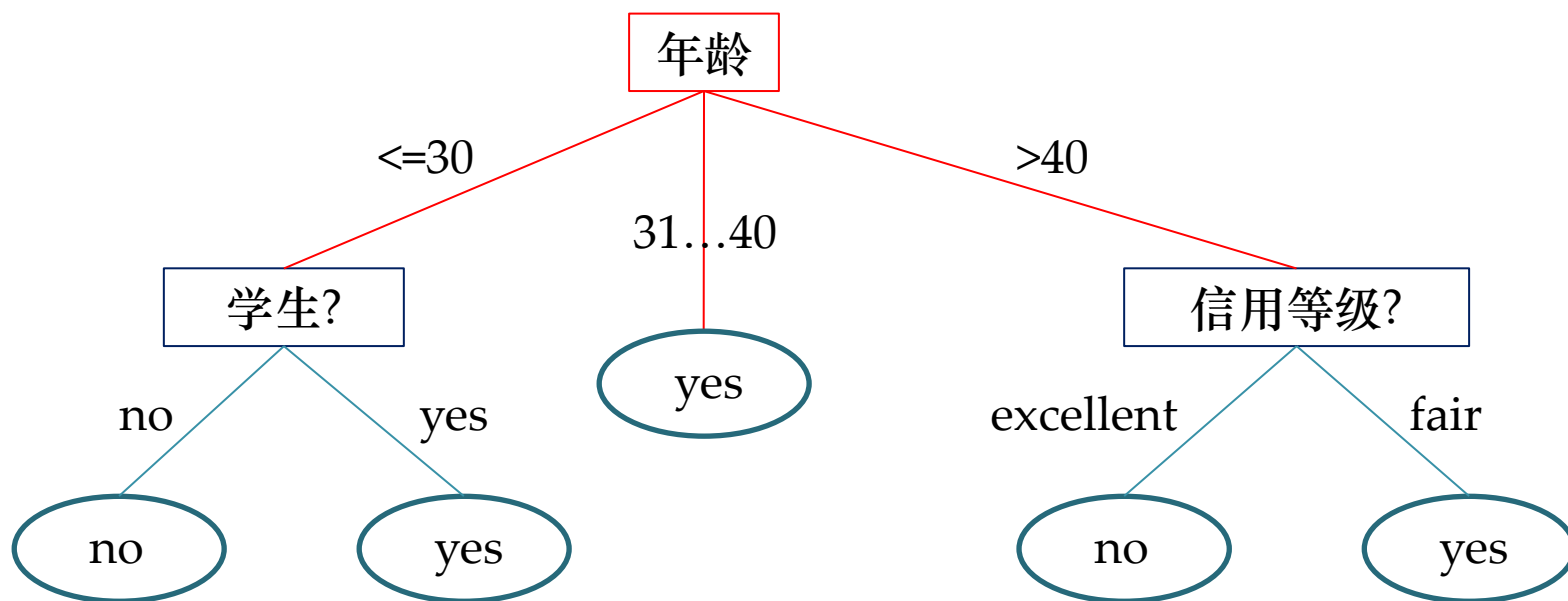 年龄
<=30
>40
31…40
学生?
信用等级?
yes
no
yes
excellent
fair
no
yes
no
yes